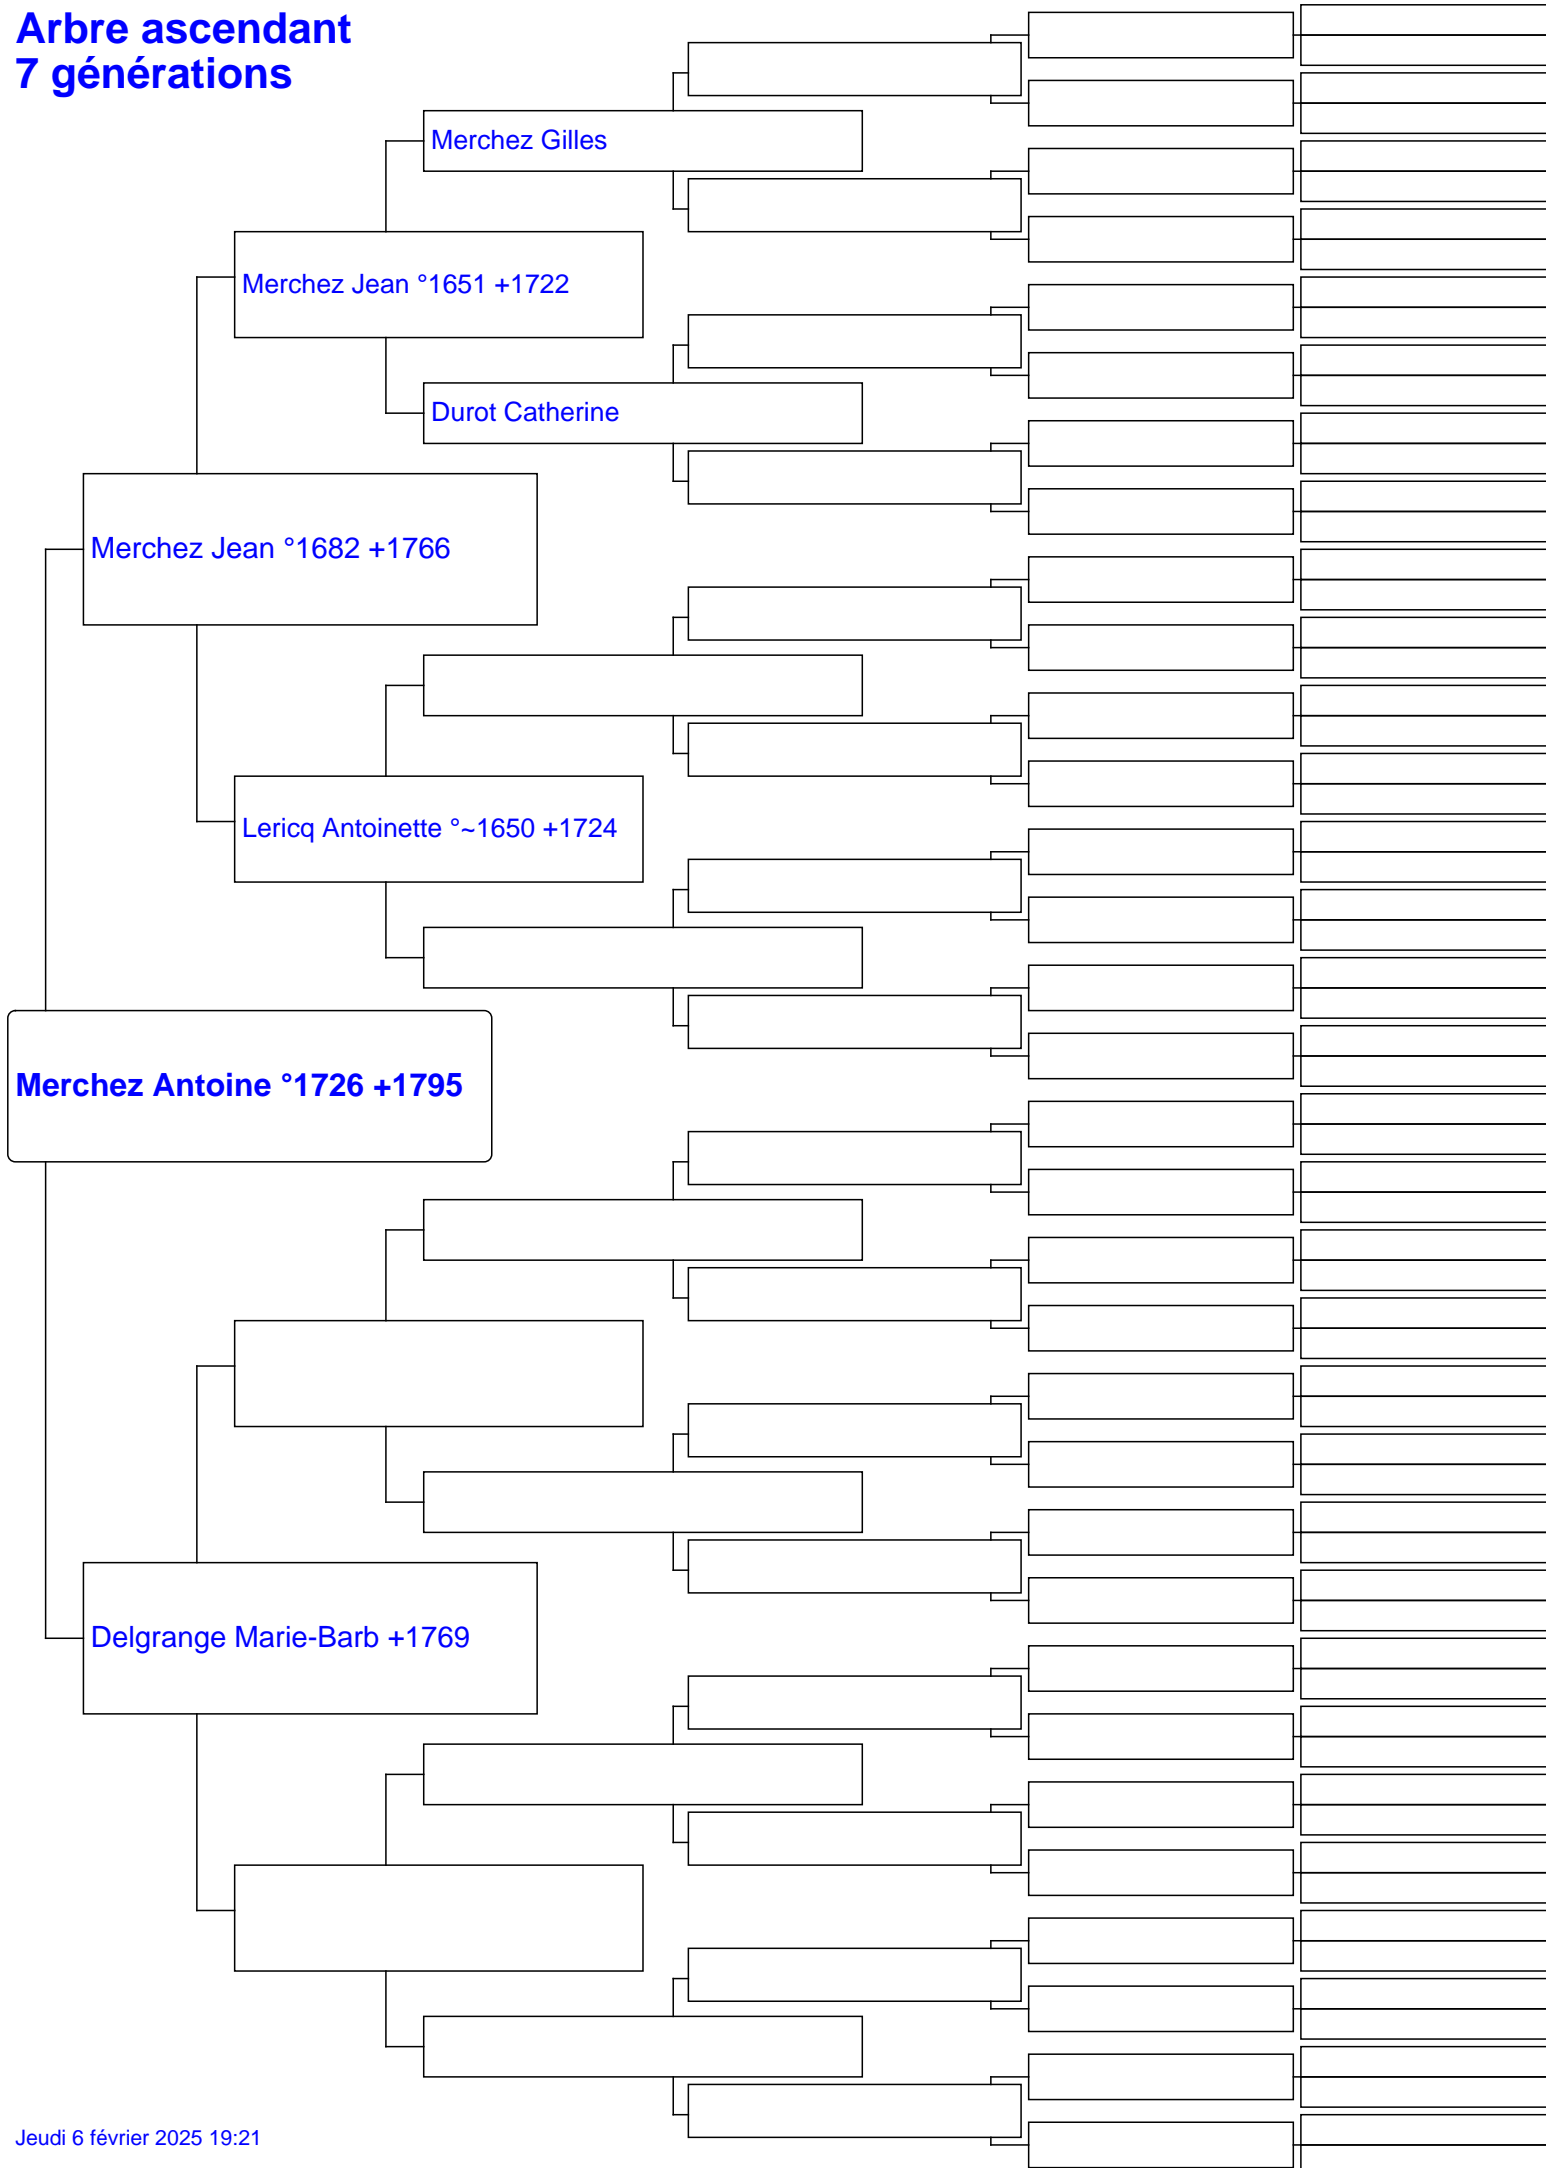 Arbre ascendant
7 générations
Merchez Gilles
Merchez Jean °1651 +1722
Durot Catherine
Merchez Jean °1682 +1766
Lericq Antoinette °~1650 +1724
Merchez Antoine °1726 +1795
Delgrange Marie-Barb +1769
Jeudi 6 février 2025 19:21